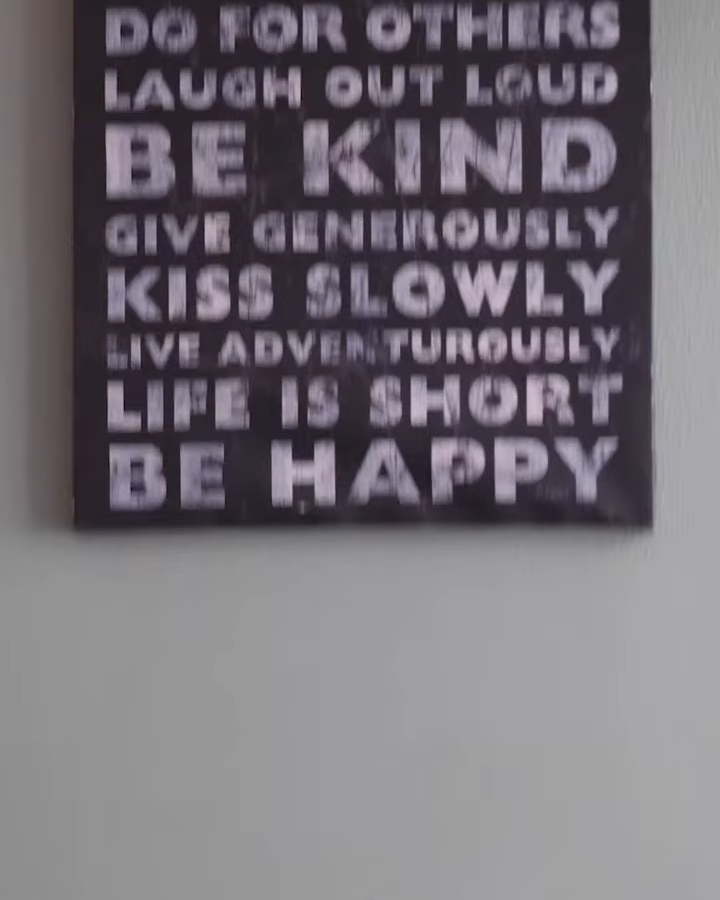 DO FOR OTHERS
LAUGH OUT LOUD
BE KIND
GIVE GENEROUSLY
KISS SLOWLY
LIVE ADVENTUROUSLY
LIFE IS SHORT
BE HAPPY